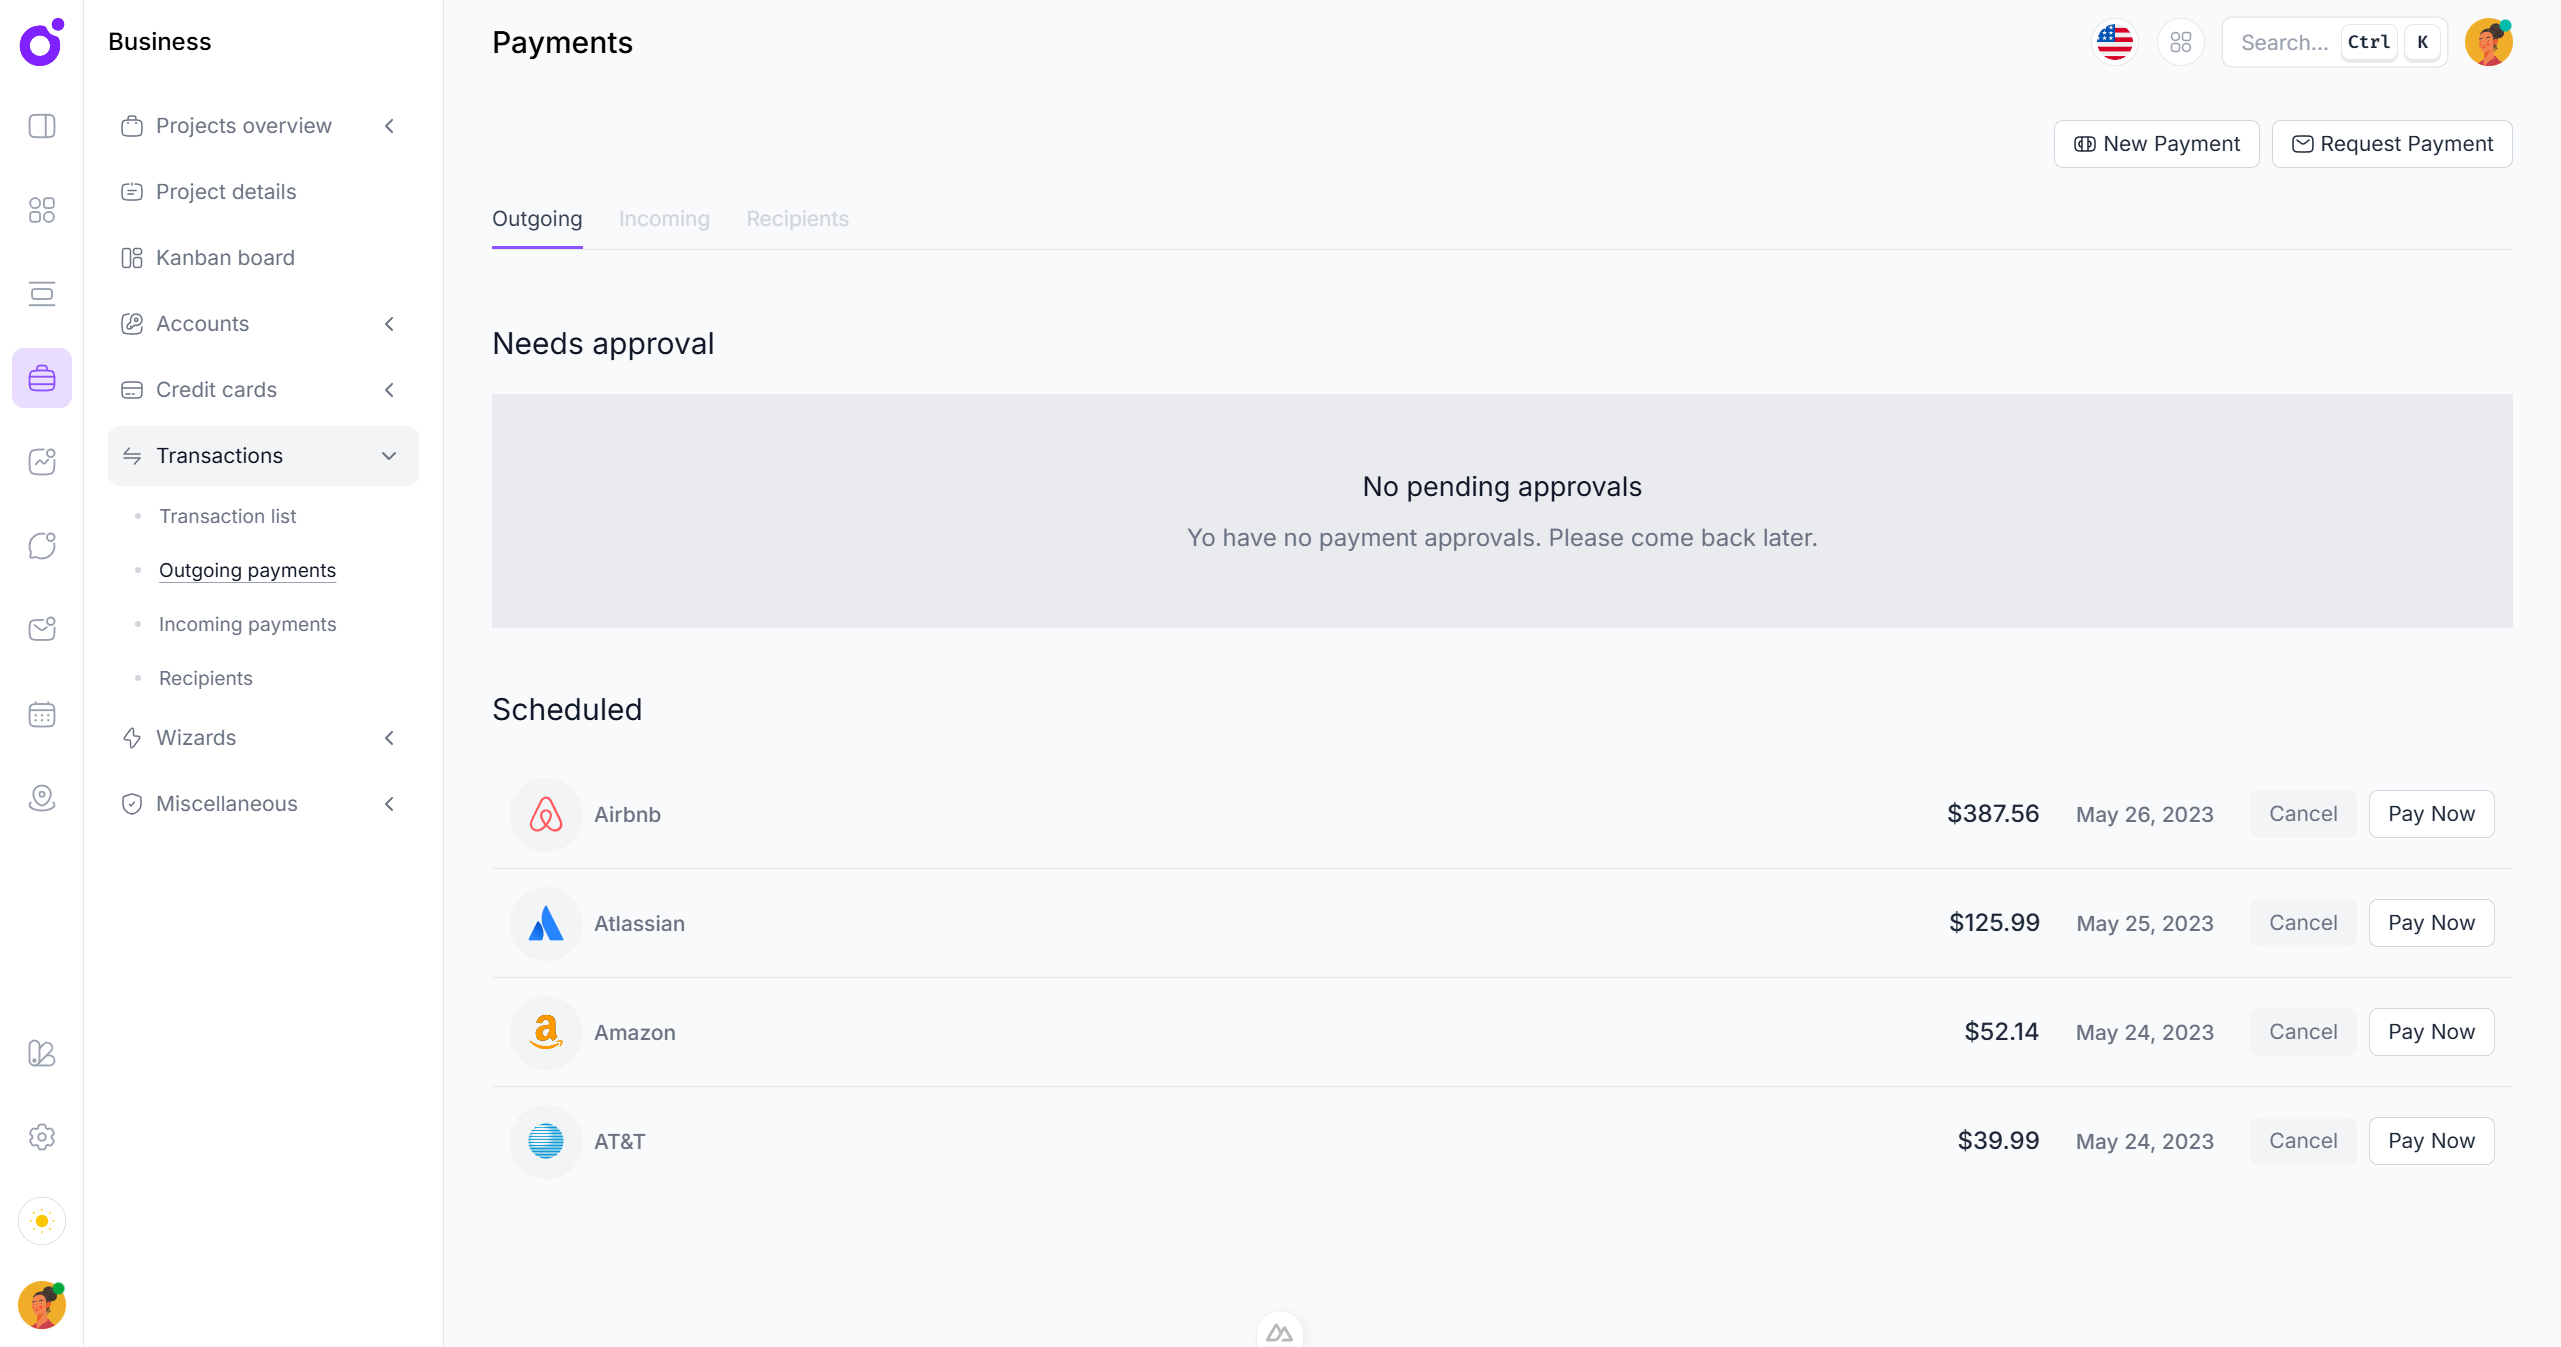 Business
Payments
Search...
Ctrl
K
Projects overview
New Payment
Request Payment
Project details
Outgoing
Incoming
Recipients
Kanban board
Accounts
Needs approval
Credit cards
Transactions
No pending approvals
Transaction list
Yo have no payment approvals. Please come back later.
Outgoing payments
Incoming payments
Recipients
Scheduled
Wizards
Miscellaneous
Airbnb $387.56 May 26, 2023 Cancel Pay Now
Atlassian $125.99 May 25, 2023 Cancel Pay Now
Amazon $52.14 May 24, 2023 Cancel Pay Now
AT&T $39.99 May 24, 2023 Cancel Pay Now